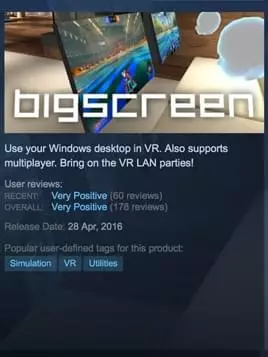 bigscreen
Use your Windows desktop in VR. Also supports
multiplayer. Bring on the VR LAN parties!
User reviews:
RECENT: Very Positive (60 reviews)
OVERALL: Very Positive (178 reviews)
Release Date: 28 Apr, 2016
Popular user-defined tags for this product:
Simulation VR Utilities